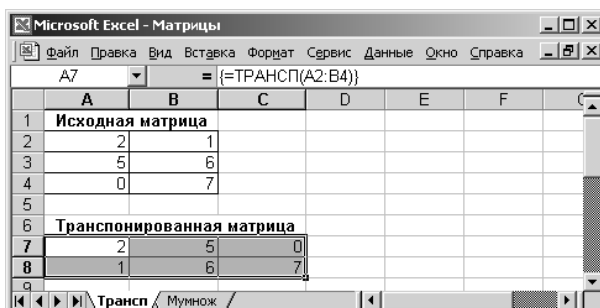 Microsoft Excel - Матрицы
Файл Правка Вид Вставка Формат Сервис Данные Окно Справка
A7 = {=ТРАНСП(A2:B4)}
A B C D E F
1 Исходная матрица
2 2 1
3 5 6
4 0 7
5
6 Транспонированная матрица
7 2 5 0
8 1 6 7
9
Трансп Мумнож